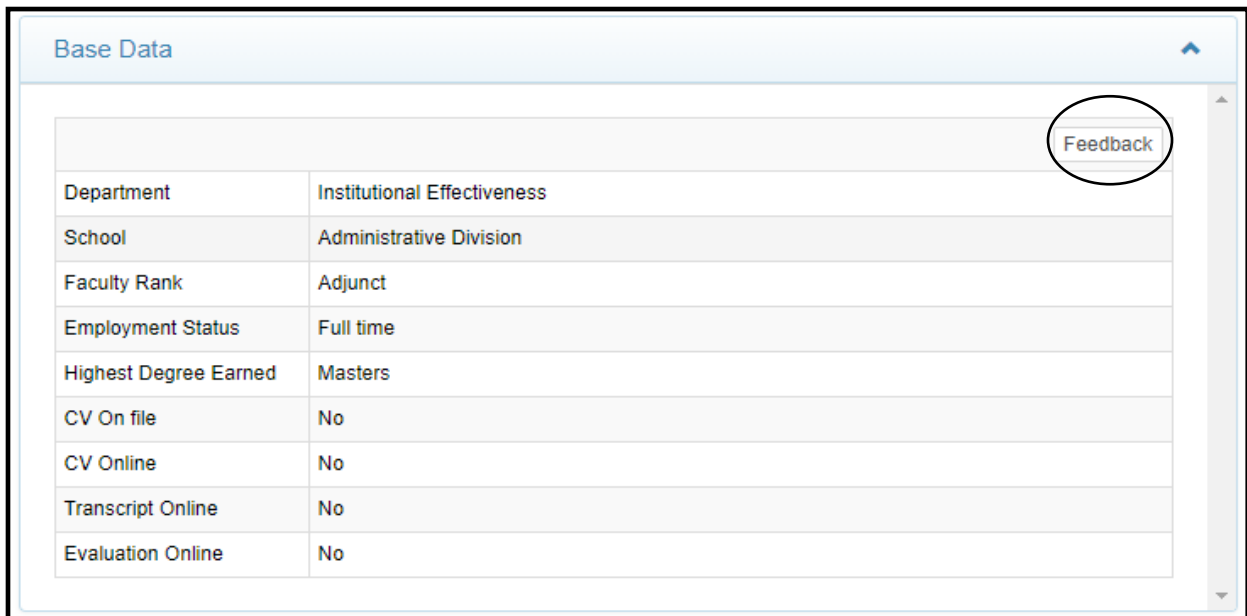 Base Data
Feedback
Department Institutional Effectiveness
School Administrative Division
Faculty Rank Adjunct
Employment Status Full time
Highest Degree Earned Masters
CV On file No
CV Online No
Transcript Online No
Evaluation Online No